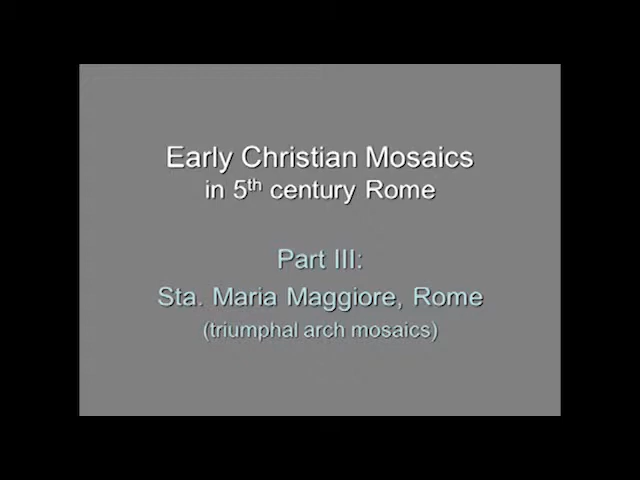 Early Christian Mosaics
in 5th century Rome
Part III:
Sta. Maria Maggiore, Rome
(triumphal arch mosaics)